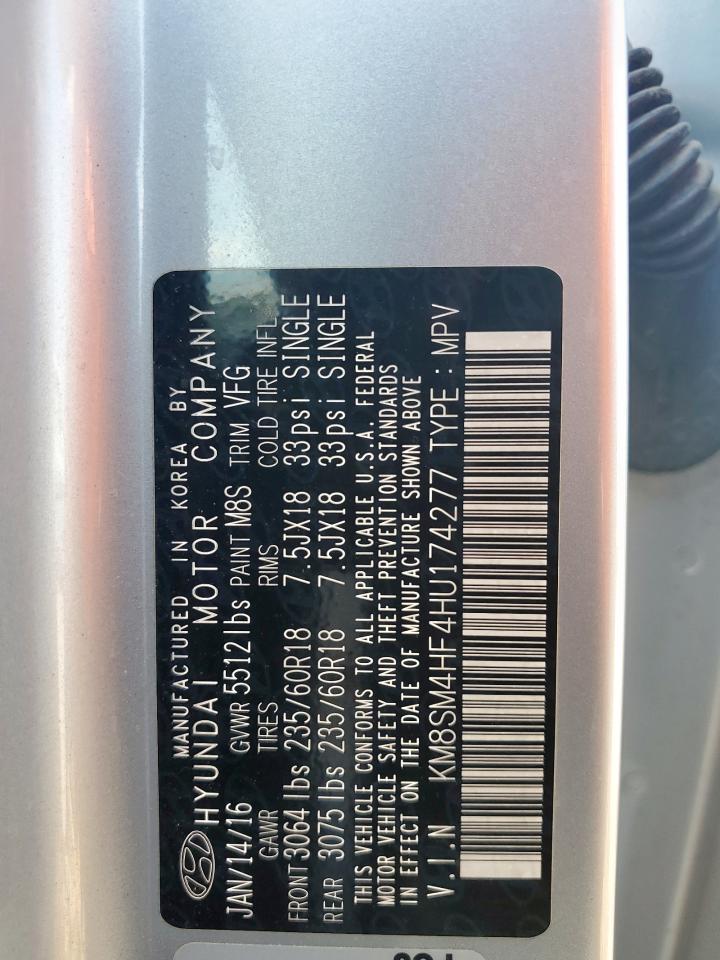 MANUFACTURED IN KOREA BY
HYUNDAI MOTOR COMPANY
JAN/14/16 GVWR 5512 lbs PAINT M8S TRIM VFG
GAWR TIRES RIMS COLD TIRE INFL
FRONT 3064 lbs 235/60R18 7.5JX18 33psi SINGLE
REAR 3075 lbs 235/60R18 7.5JX18 33psi SINGLE
THIS VEHICLE CONFORMS TO ALL APPLICABLE U.S.A. FEDERAL
MOTOR VEHICLE SAFETY AND THEFT PREVENTION STANDARDS
IN EFFECT ON THE DATE OF MANUFACTURE SHOWN ABOVE
V.I.N KM8SM4HF4HU174277 TYPE : MPV